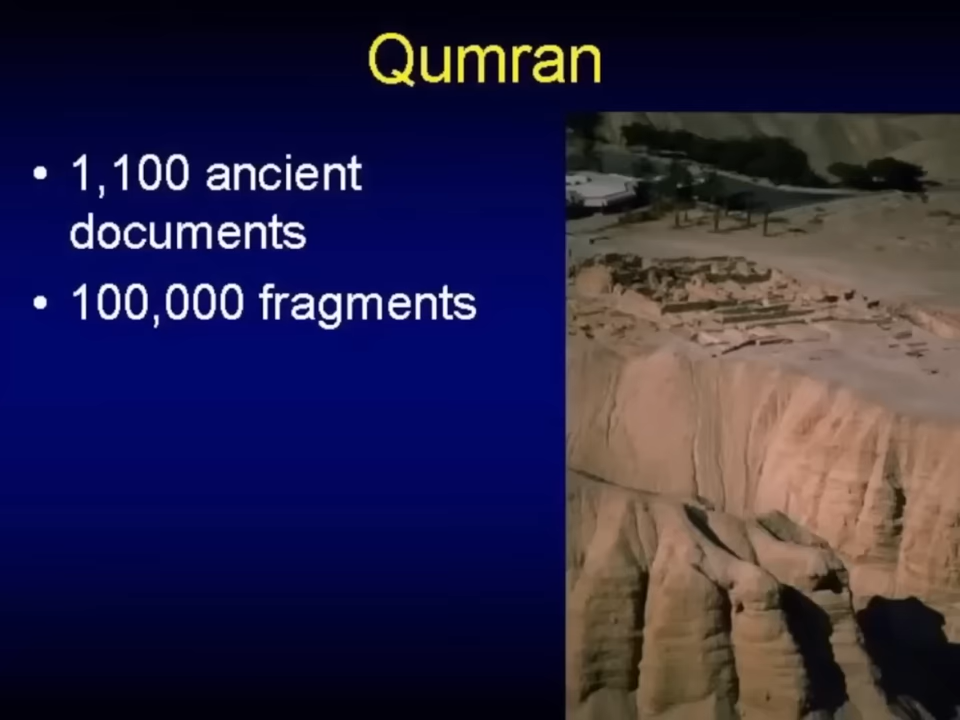 Qumran
• 1,100 ancient
documents
• 100,000 fragments